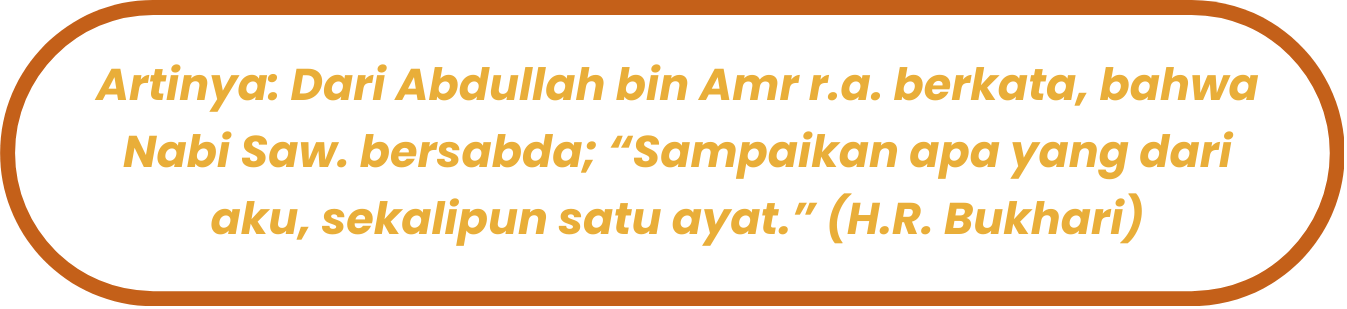 Artinya: Dari Abdullah bin Amr r.a. berkata, bahwa
Nabi Saw. bersabda; “Sampaikan apa yang dari
aku, sekalipun satu ayat.” (H.R. Bukhari)